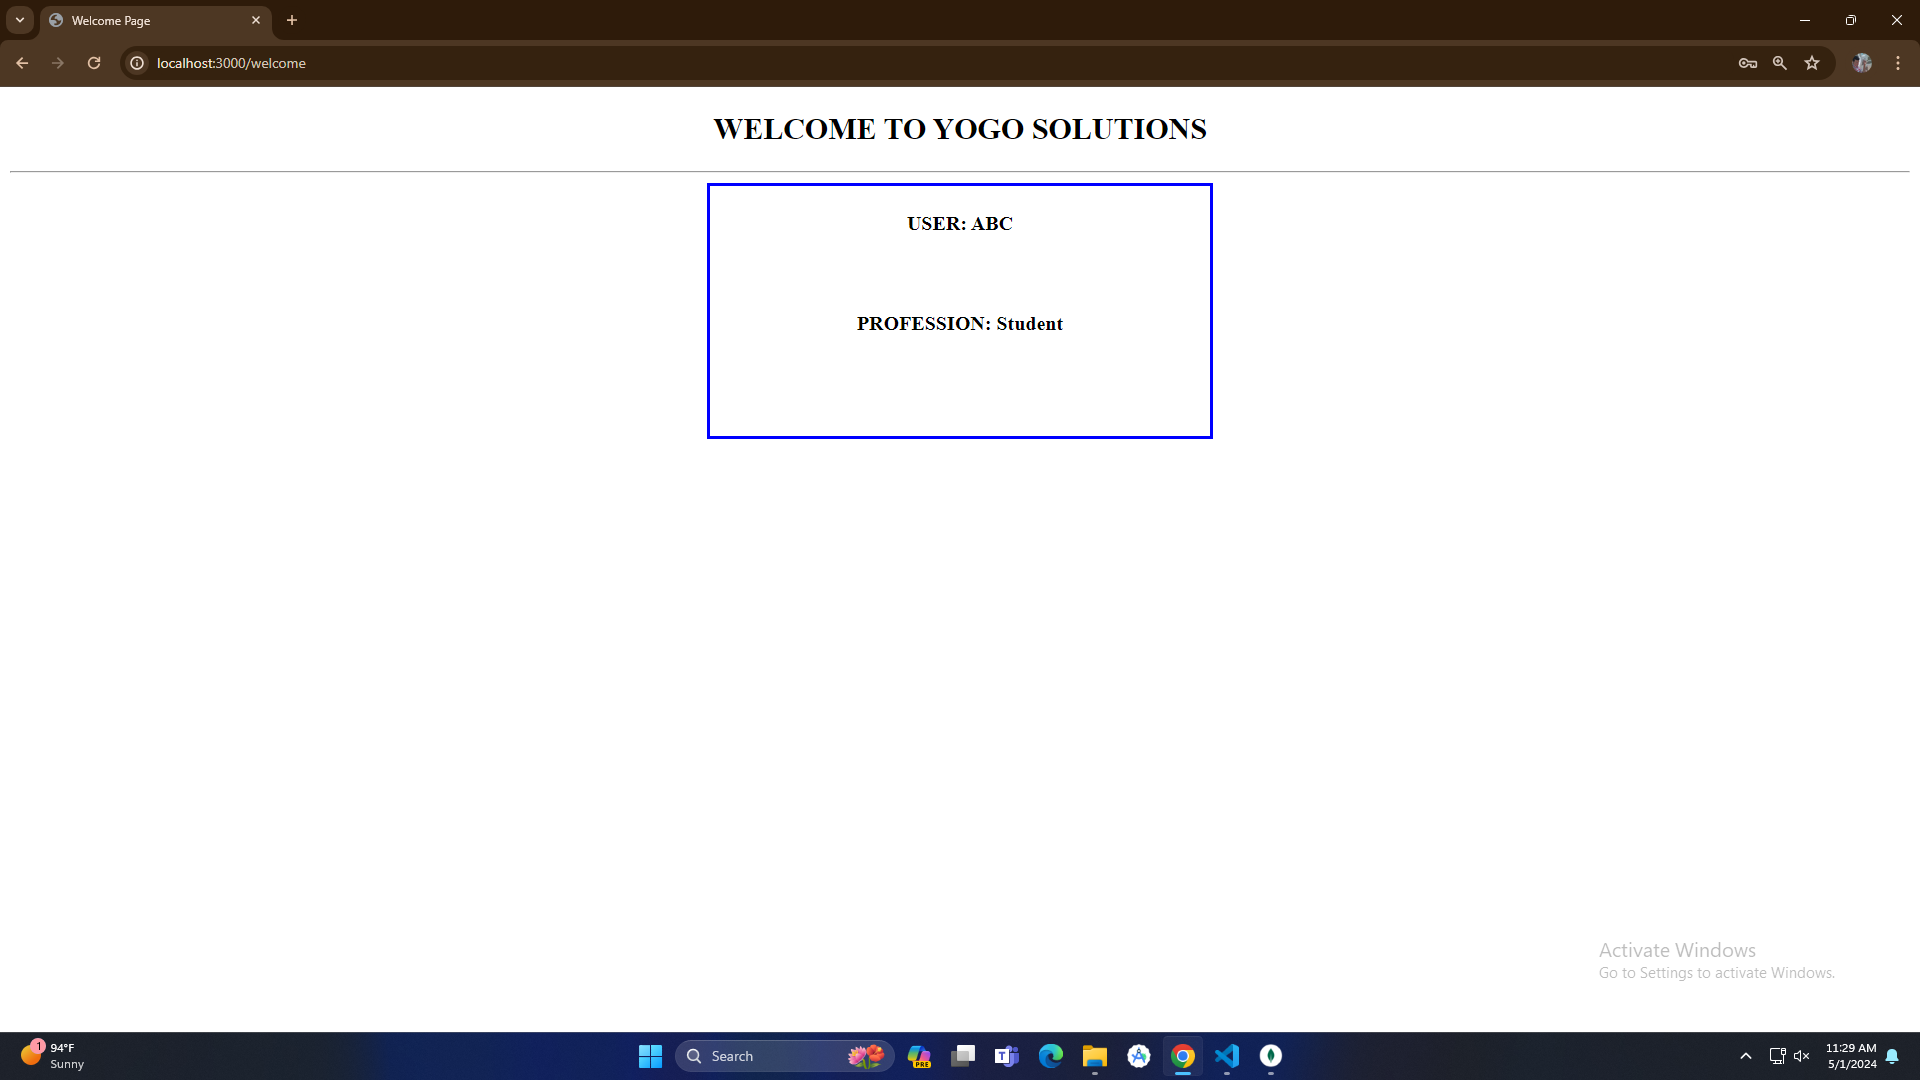 Welcome Page
localhost:3000/welcome
WELCOME TO YOGO SOLUTIONS
USER: ABC
PROFESSION: Student
Activate Windows
Go to Settings to activate Windows.
1
94°F
Sunny
Search
PRE
11:29 AM
5/1/2024